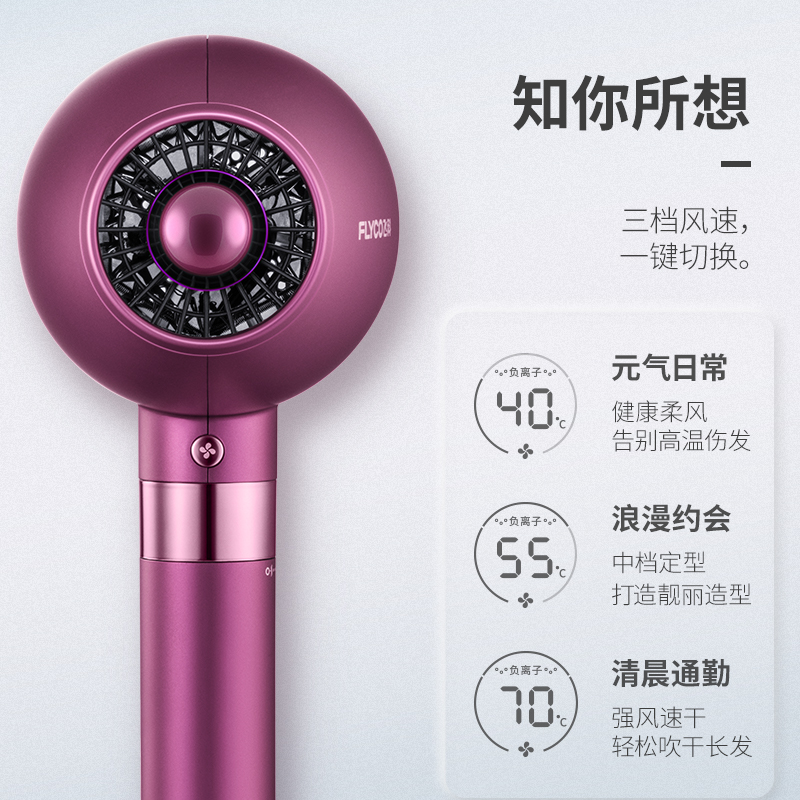 知你所想
三档风速，
一键切换。
FLYCO飞科
负离子
40°C
元气日常
健康柔风
告别高温伤发
负离子
55°C
浪漫约会
中档定型
打造靓丽造型
负离子
70°C
清晨通勤
强风速干
轻松吹干长发